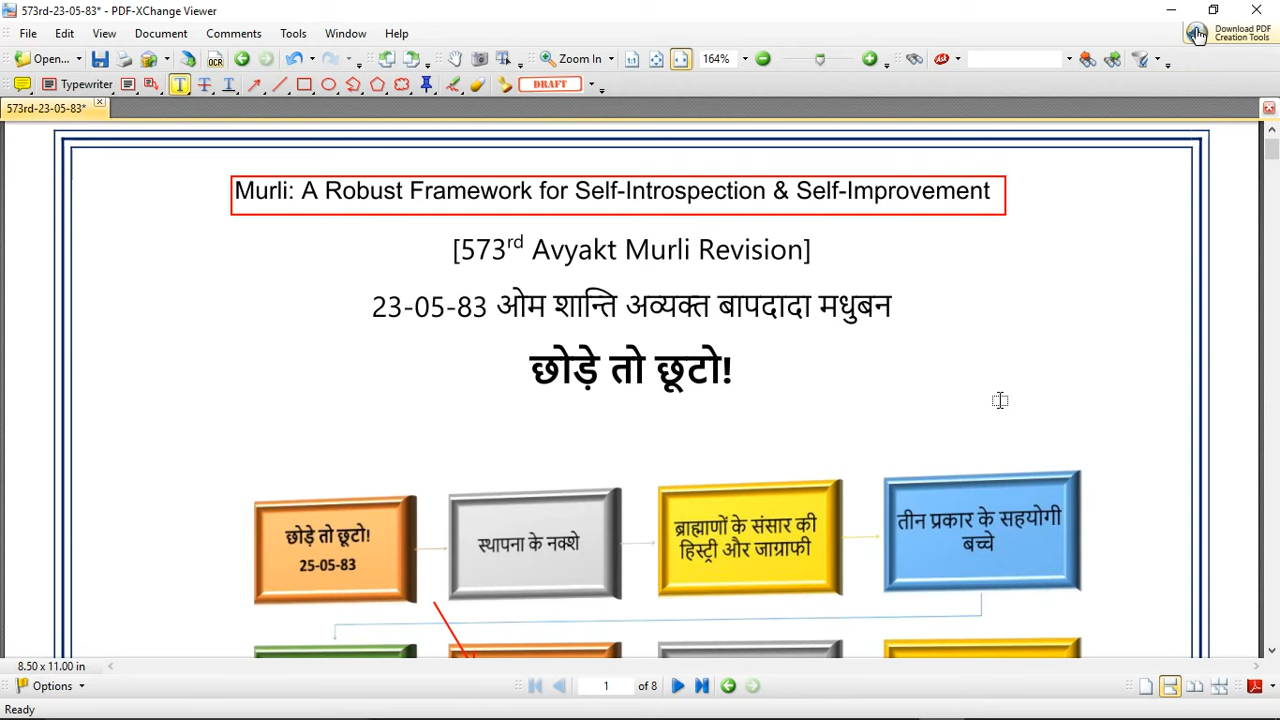 573rd-23-05-83* - PDF-XChange Viewer
File Edit View Document Comments Tools Window Help
Download PDF Creation Tools
Open... OCR Zoom In 164%
Typewriter DRAFT
573rd-23-05-83*
Murli: A Robust Framework for Self-Introspection & Self-Improvement
[573rd Avyakt Murli Revision]
23-05-83 ओम शान्ति अव्यक्त बापदादा मधुबन
छोड़े तो छूटो!
छोड़े तो छूटो!
25-05-83
स्थापना के नक्शे
ब्राह्माणों के संसार की
हिस्ट्री और जाग्राफी
तीन प्रकार के सहयोगी
बच्चे
8.50 x 11.00 in
Options 1 of 8
Ready